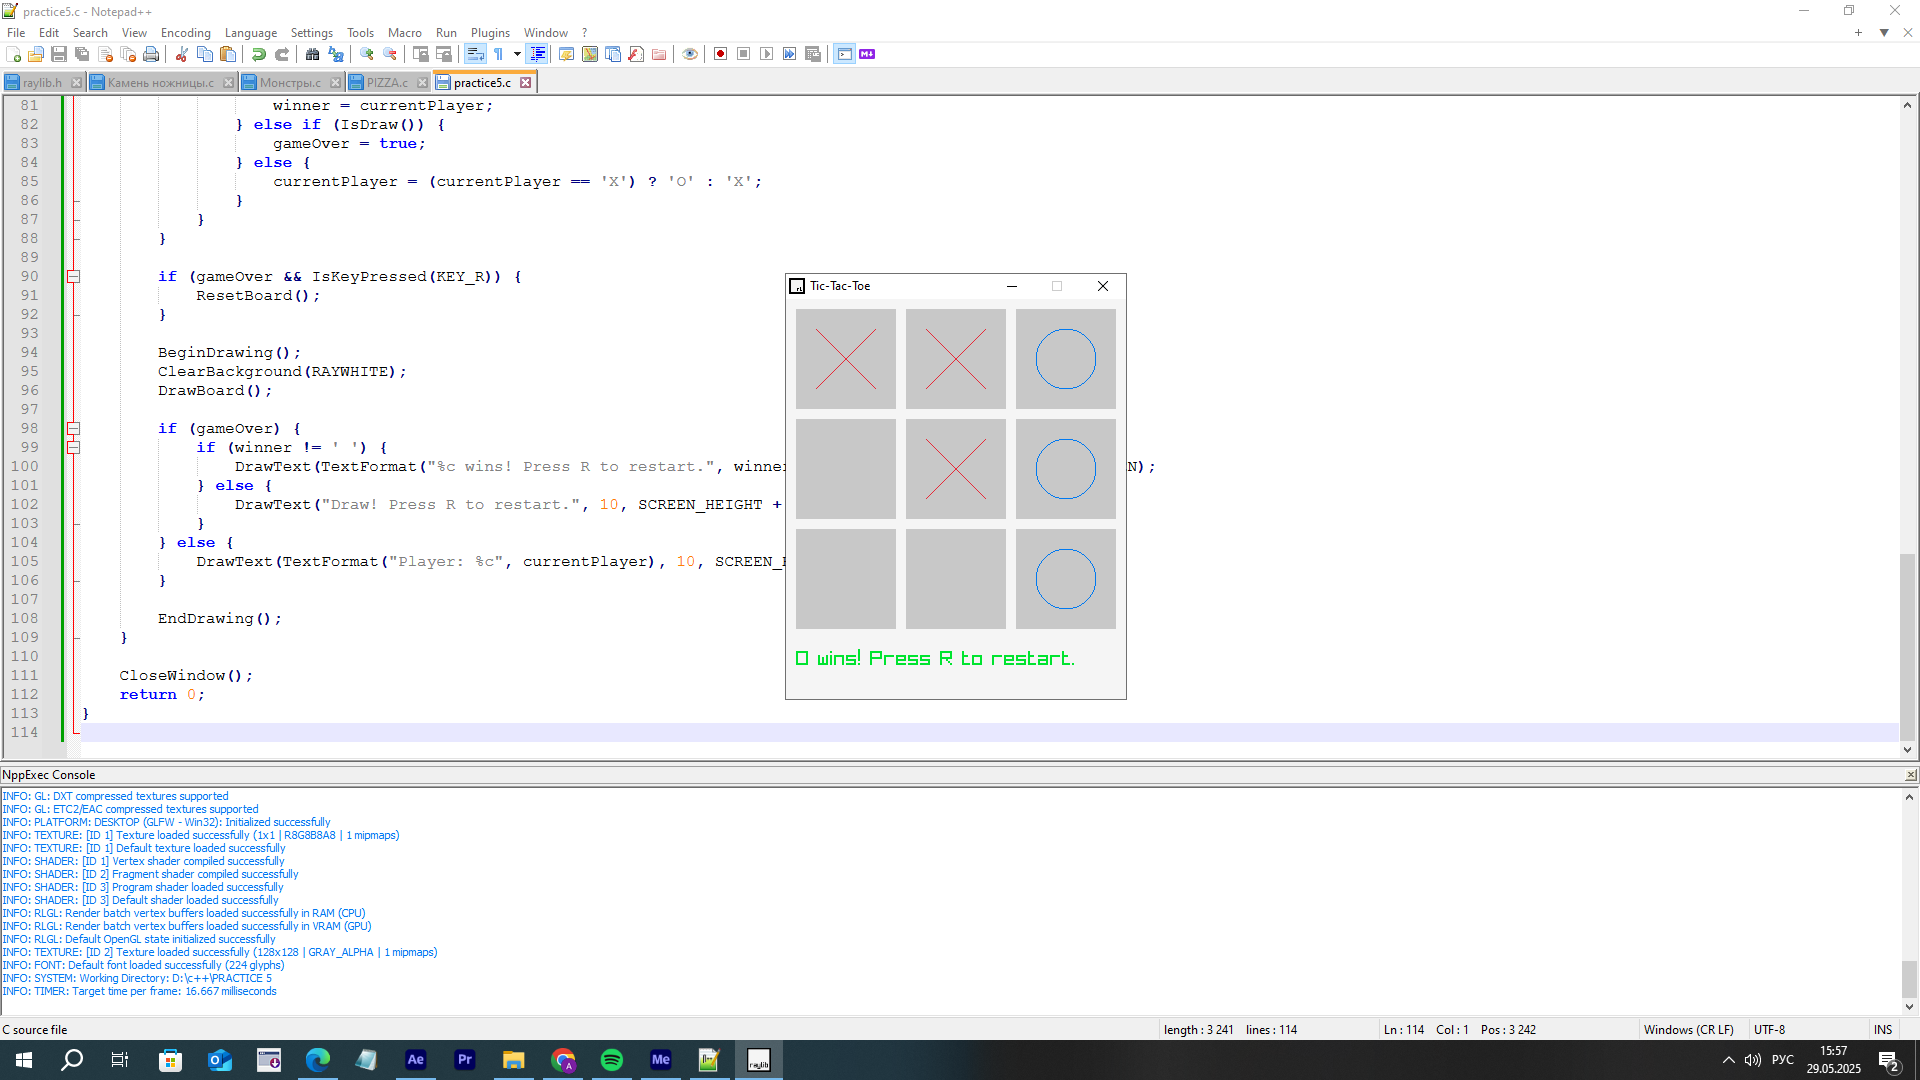 practice5.c - Notepad++
File Edit Search View Encoding Language Settings Tools Macro Run Plugins Window ?
raylib.h Камень ножницы.c Монстры.c PIZZA.c practice5.c
81 winner = currentPlayer;
82 } else if (IsDraw()) {
83 gameOver = true;
84 } else {
85 currentPlayer = (currentPlayer == 'X') ? 'O' : 'X';
86 }
87 }
88 }
89
90 if (gameOver && IsKeyPressed(KEY_R)) {
91 ResetBoard();
92 }
93
94 BeginDrawing();
95 ClearBackground(RAYWHITE);
96 DrawBoard();
97
98 if (gameOver) {
99 if (winner != ' ') {
100 DrawText(TextFormat("%c wins! Press R to restart.", winner N);
101 } else {
102 DrawText("Draw! Press R to restart.", 10, SCREEN_HEIGHT +
103 }
104 } else {
105 DrawText(TextFormat("Player: %c", currentPlayer), 10, SCREEN_
106 }
107
108 EndDrawing();
109 }
110
111 CloseWindow();
112 return 0;
113 }
114
Tic-Tac-Toe
O wins! Press R to restart.
NppExec Console
INFO: GL: DXT compressed textures supported
INFO: GL: ETC2/EAC compressed textures supported
INFO: PLATFORM: DESKTOP (GLFW - Win32): Initialized successfully
INFO: TEXTURE: [ID 1] Texture loaded successfully (1x1 | R8G8B8A8 | 1 mipmaps)
INFO: TEXTURE: [ID 1] Default texture loaded successfully
INFO: SHADER: [ID 1] Vertex shader compiled successfully
INFO: SHADER: [ID 2] Fragment shader compiled successfully
INFO: SHADER: [ID 3] Program shader loaded successfully
INFO: SHADER: [ID 3] Default shader loaded successfully
INFO: RLGL: Render batch vertex buffers loaded successfully in RAM (CPU)
INFO: RLGL: Render batch vertex buffers loaded successfully in VRAM (GPU)
INFO: RLGL: Default OpenGL state initialized successfully
INFO: TEXTURE: [ID 2] Texture loaded successfully (128x128 | GRAY_ALPHA | 1 mipmaps)
INFO: FONT: Default font loaded successfully (224 glyphs)
INFO: SYSTEM: Working Directory: D:\c++\PRACTICE 5
INFO: TIMER: Target time per frame: 16.667 milliseconds
C source file length : 3 241 lines : 114 Ln : 114 Col : 1 Pos : 3 242 Windows (CR LF) UTF-8 INS
Ae Pr Me raylib РУС 15:57
29.05.2025 2